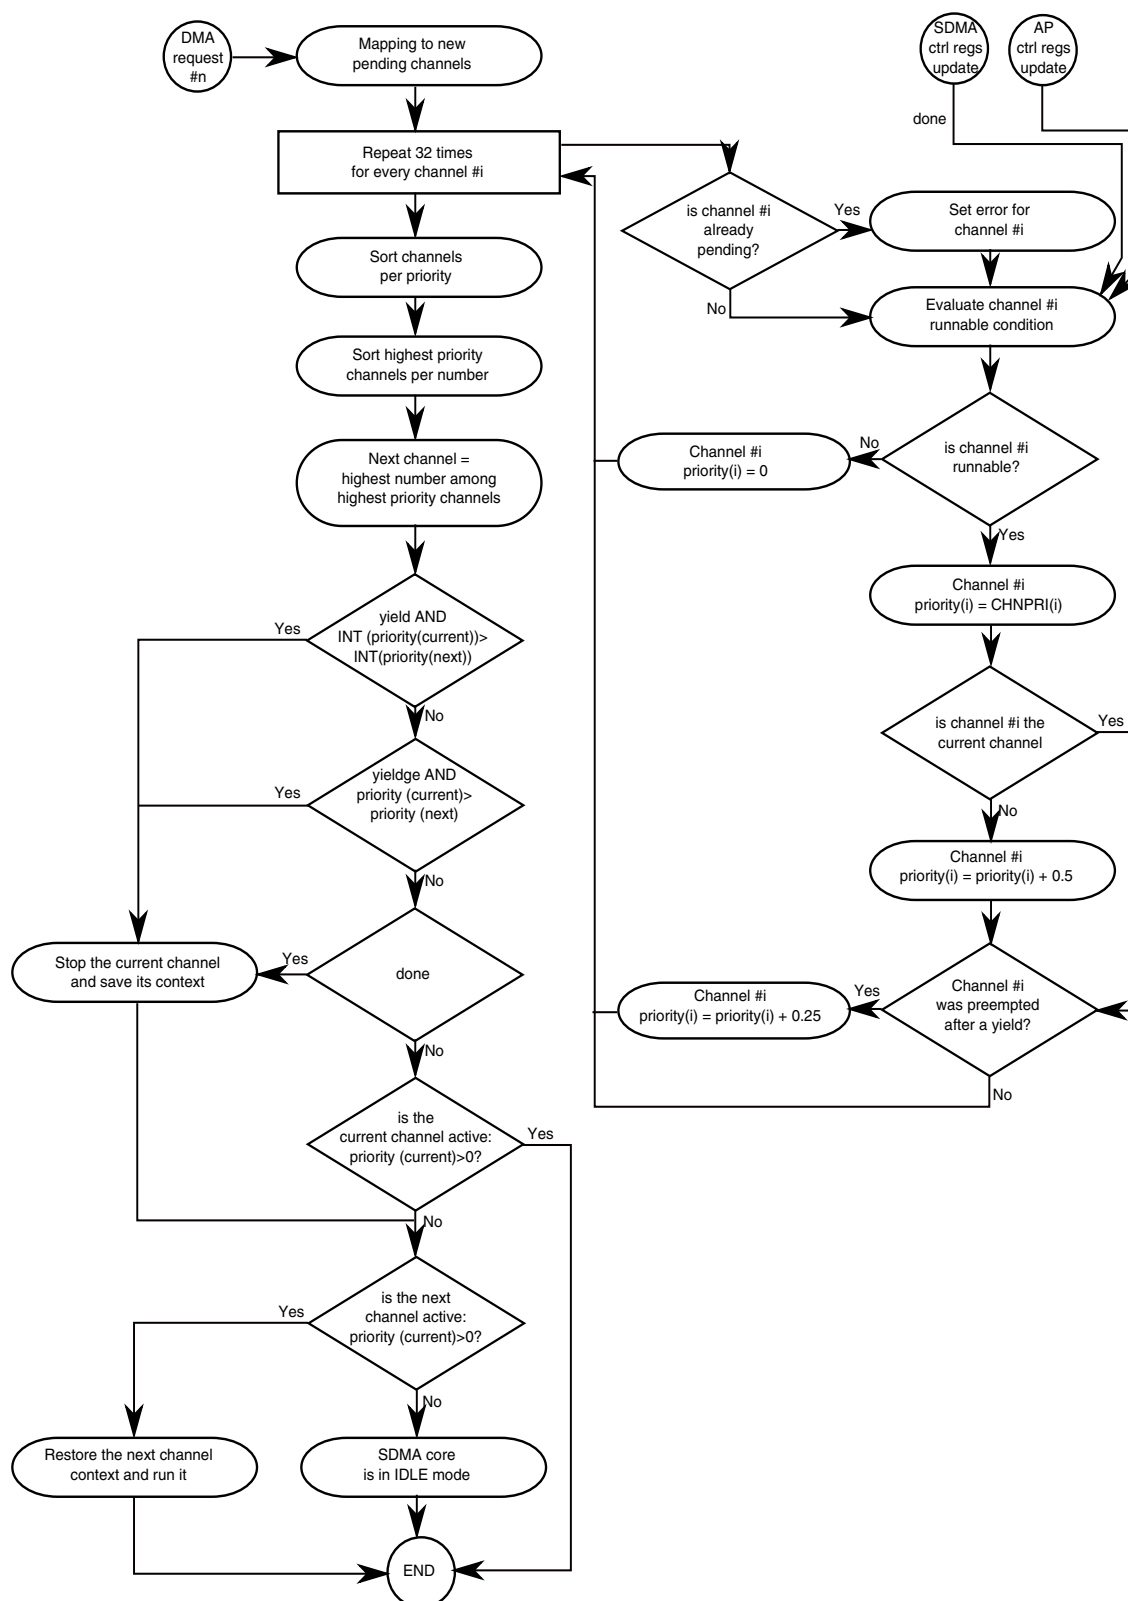 DMA
request
#n
Mapping to new
pending channels
SDMA
ctrl regs
update
AP
ctrl regs
update
done
Repeat 32 times
for every channel #i
is channel #i
already
pending?
Yes
No
Set error for
channel #i
Sort channels
per priority
Evaluate channel #i
runnable condition
Sort highest priority
channels per number
is channel #i
runnable?
No
Yes
Channel #i
priority(i) = 0
Next channel =
highest number among
highest priority channels
Channel #i
priority(i) = CHNPRI(i)
yield AND
INT (priority(current))>
INT(priority(next))
Yes
No
is channel #i the
current channel
Yes
No
yieldge AND
priority (current)>
priority (next)
Yes
No
Channel #i
priority(i) = priority(i) + 0.5
done
Yes
No
Stop the current channel
and save its context
Channel #i
was preempted
after a yield?
Yes
No
Channel #i
priority(i) = priority(i) + 0.25
is the
current channel active:
priority (current)>0?
Yes
No
is the next
channel active:
priority (current)>0?
Yes
No
Restore the next channel
context and run it
SDMA core
is in IDLE mode
END